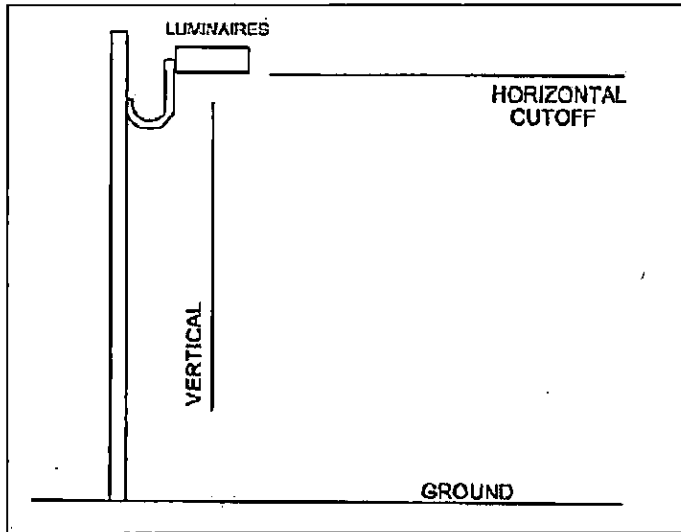 LUMINAIRES
HORIZONTAL
CUTOFF
VERTICAL
GROUND